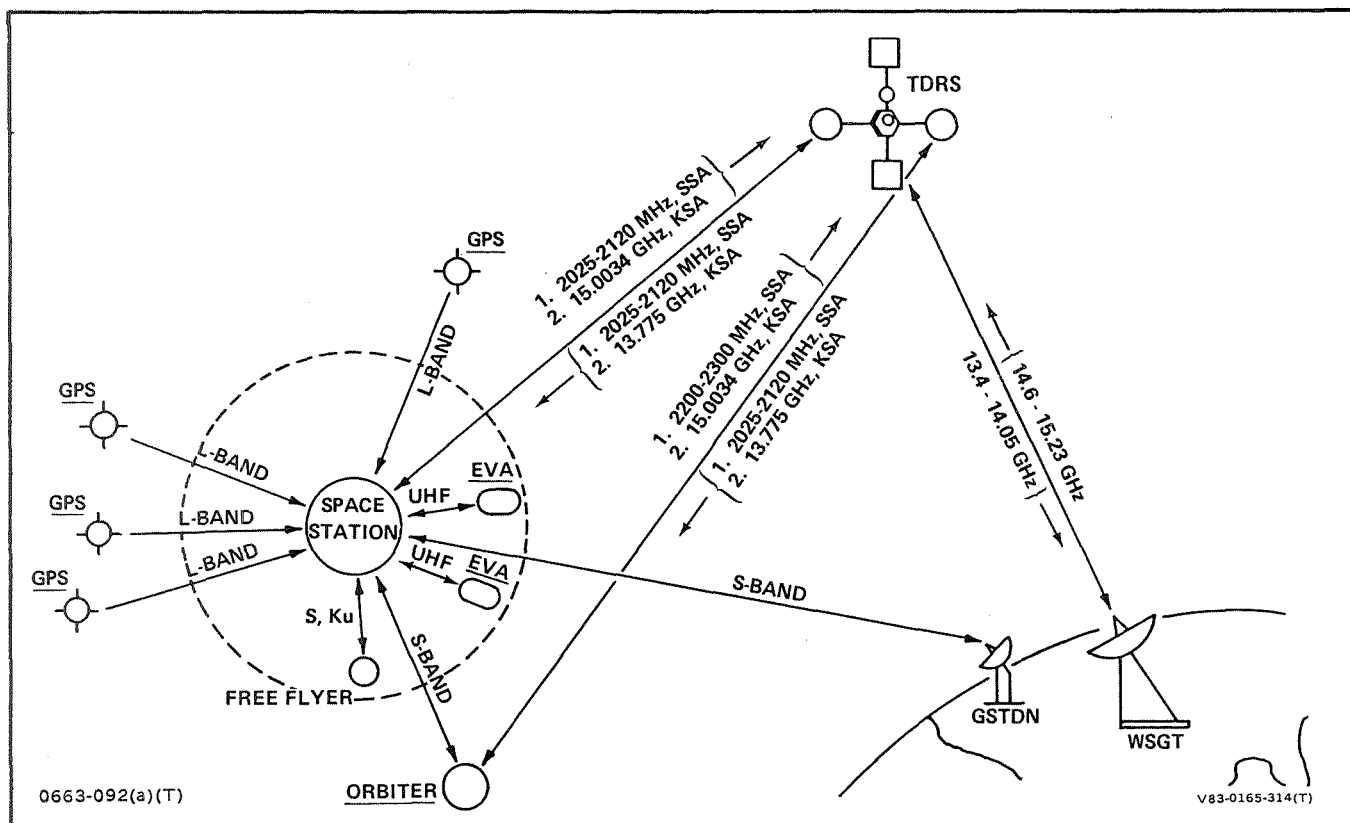 TDRS
1. 2025-2120 MHz, SSA
2. 15.0034 GHz, KSA
1. 2025-2120 MHz, SSA
2. 13.775 GHz, KSA
1. 2200-2300 MHz, SSA
2. 15.0034 GHz, KSA
1. 2025-2120 MHz, SSA
2. 13.775 GHz, KSA
14.6 - 15.23 GHz
13.4 - 14.05 GHz
GPS
L-BAND
GPS
L-BAND
GPS
L-BAND
GPS
L-BAND
SPACE
STATION
UHF
EVA
UHF
EVA
S, Ku
FREE FLYER
S-BAND
S-BAND
GSTDN
WSGT
ORBITER
0663-092(a)(T)
V83-0165-314(T)